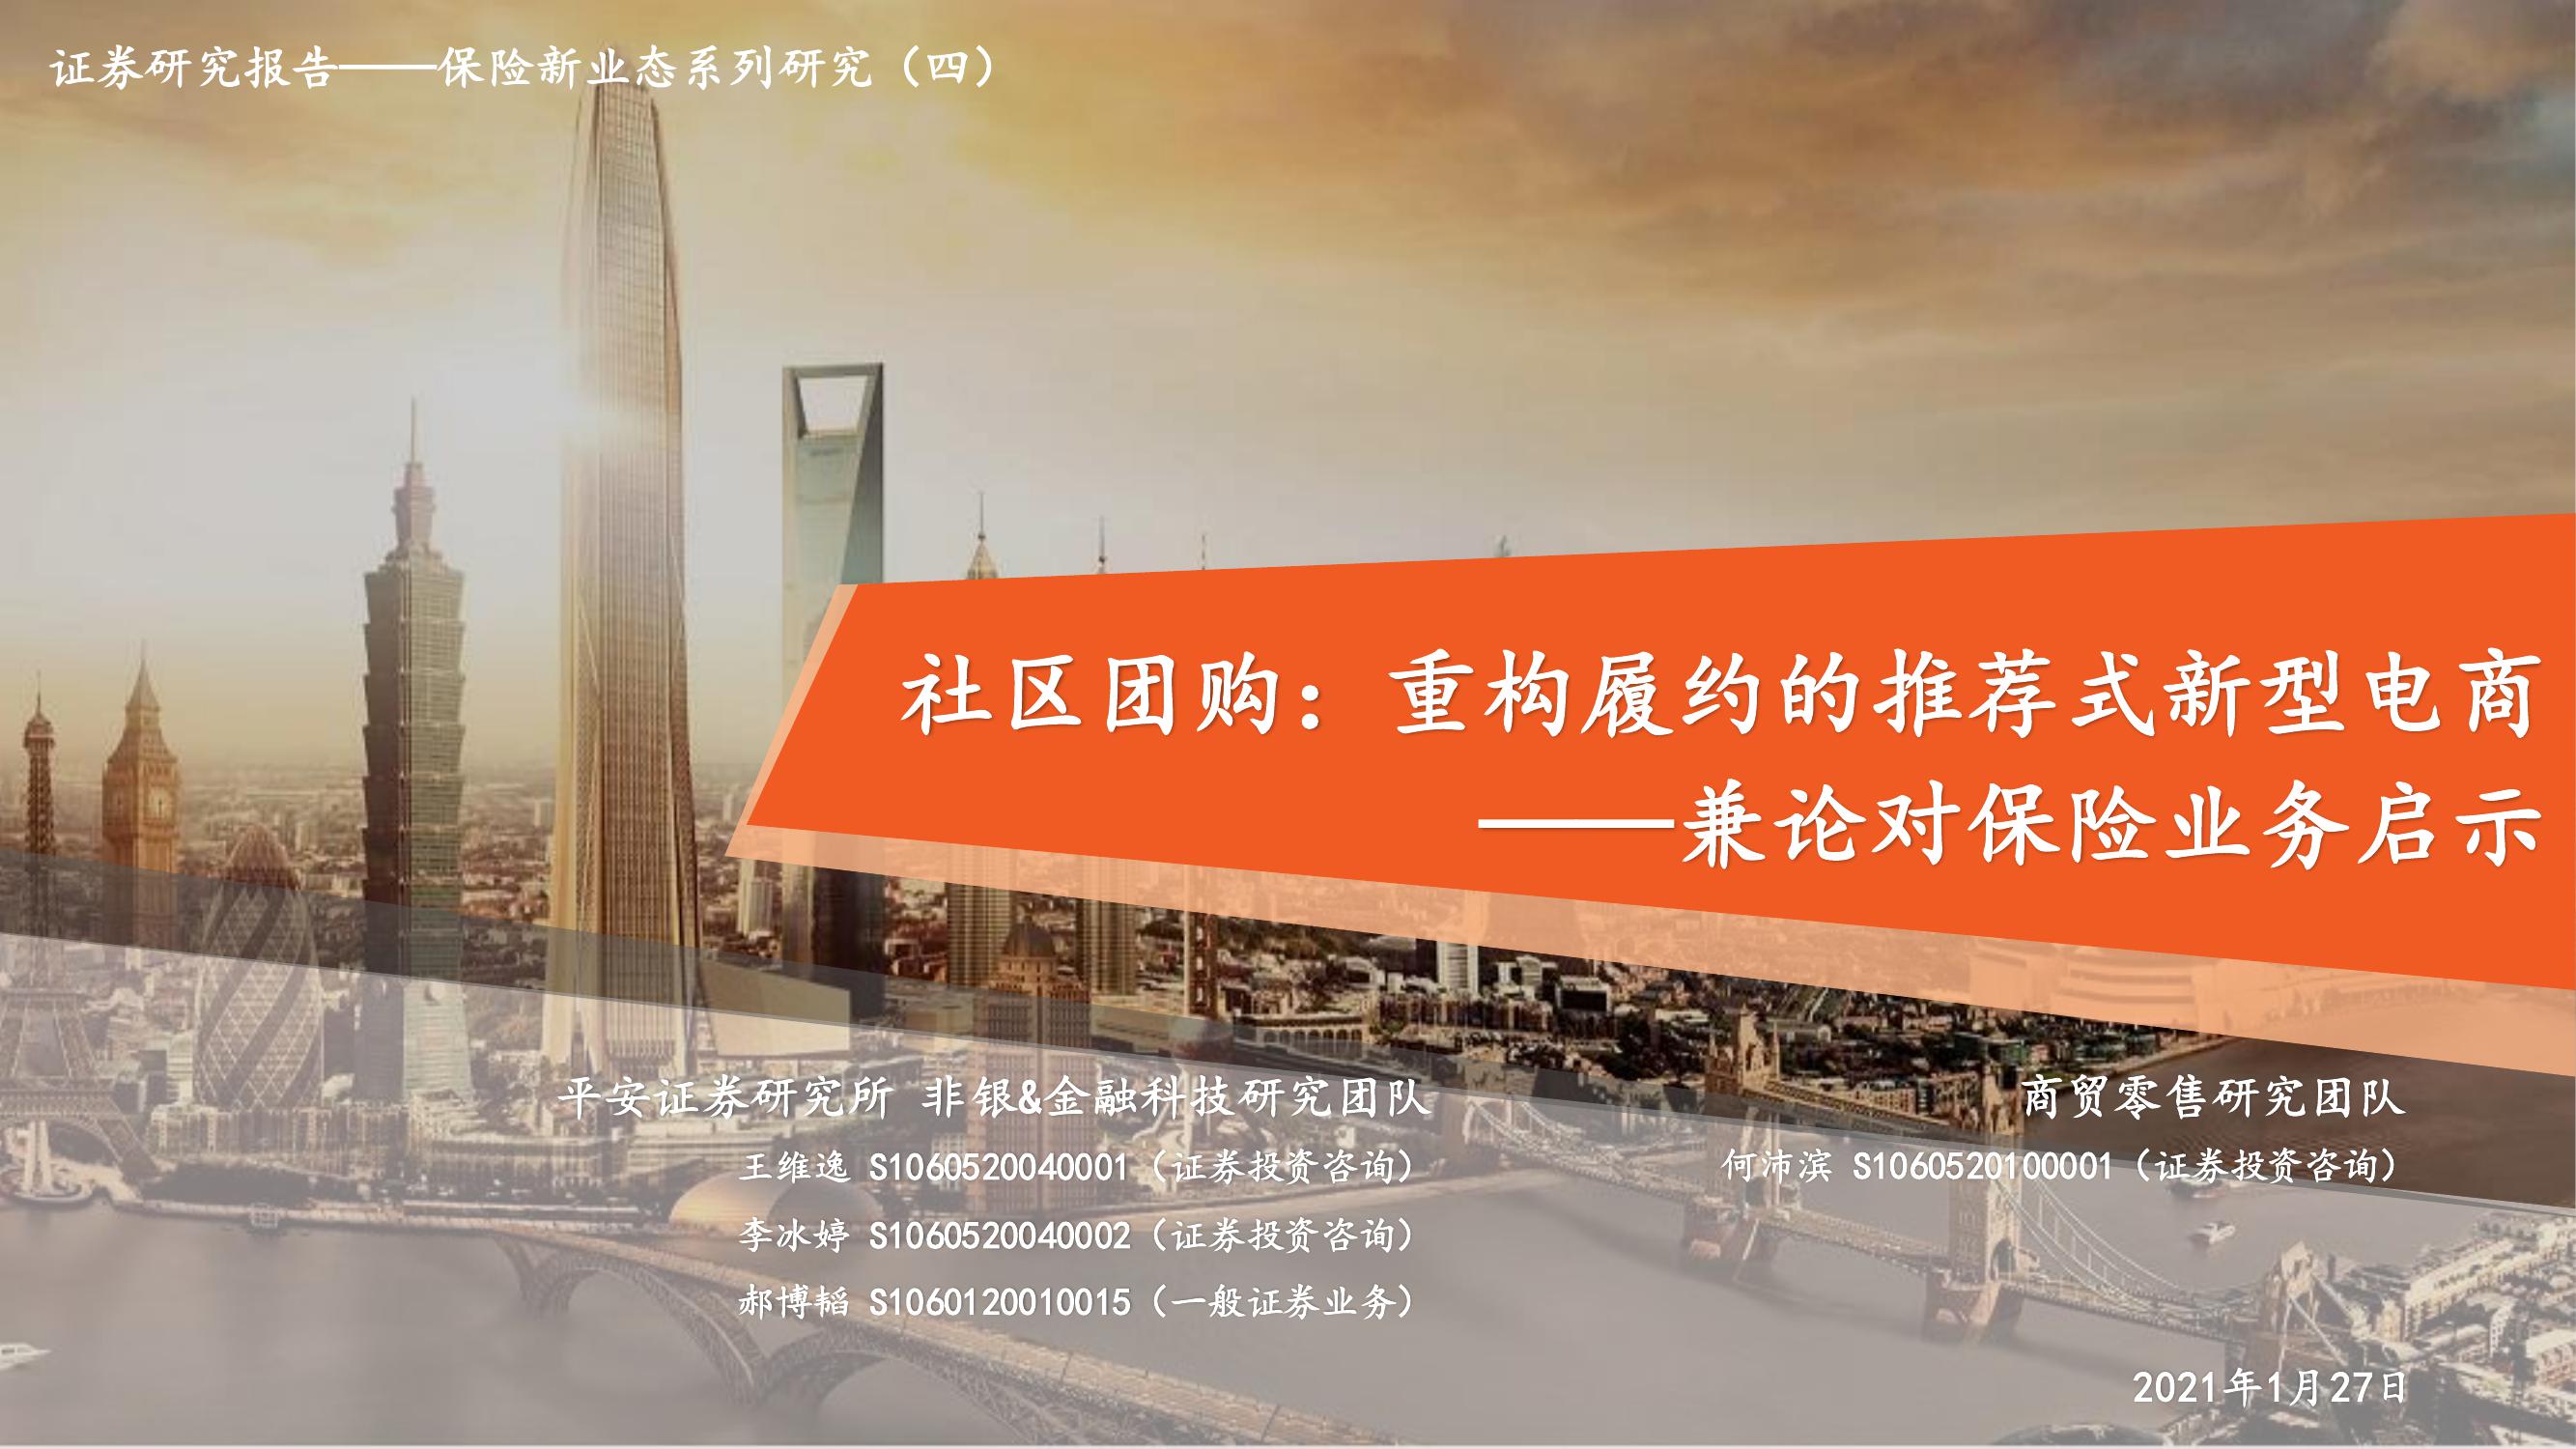 证券研究报告——保险新业态系列研究（四）
社区团购：重构履约的推荐式新型电商
——兼论对保险业务启示
平安证券研究所 非银&金融科技研究团队
王维逸 S1060520040001（证券投资咨询）
李冰婷 S1060520040002（证券投资咨询）
郝博韬 S1060120010015（一般证券业务）
商贸零售研究团队
何沛滨 S1060520100001（证券投资咨询）
2021年1月27日